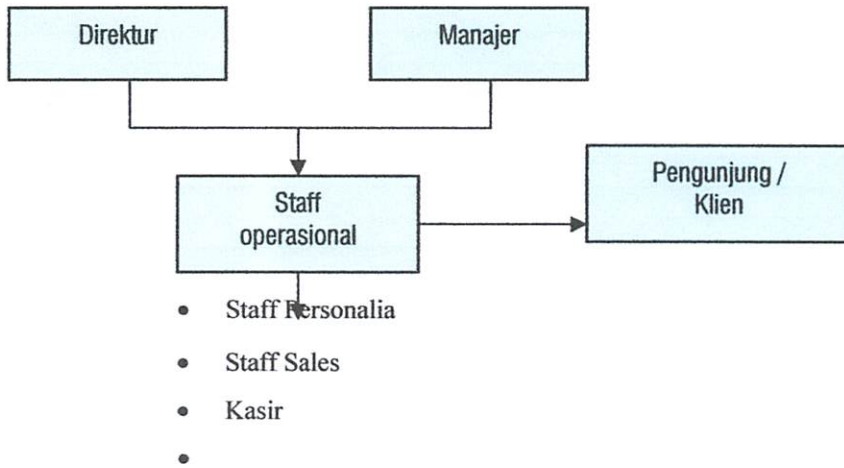 Direktur
Manajer
Staff
operasional
Pengunjung /
Klien
• Staff Personalia
• Staff Sales
• Kasir
•